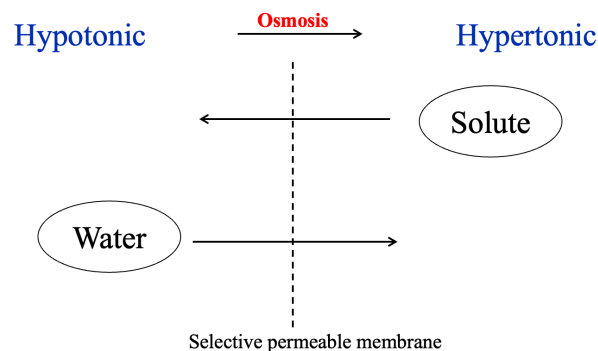 Osmosis
Hypotonic
Hypertonic
Solute
Water
Selective permeable membrane